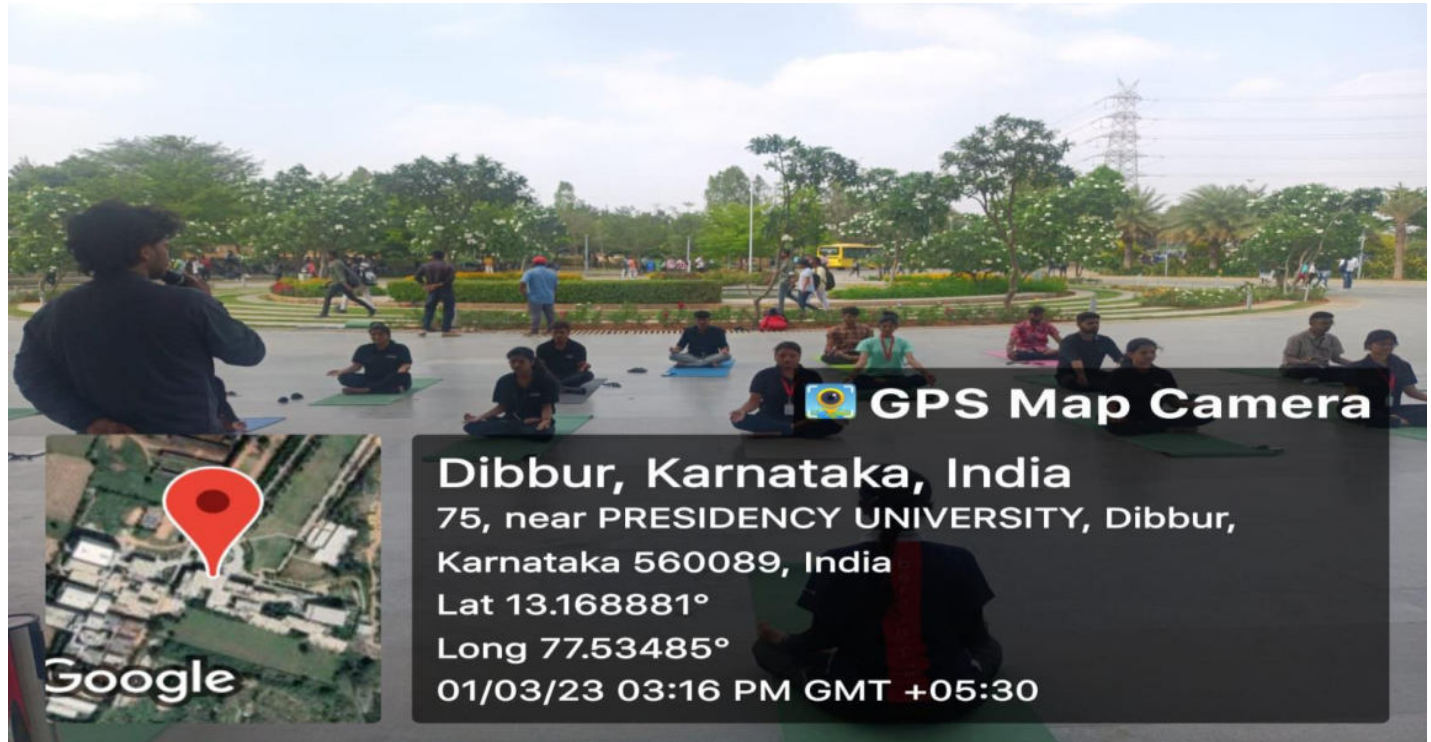 GPS Map Camera
Dibbur, Karnataka, India
75, near PRESIDENCY UNIVERSITY, Dibbur,
Karnataka 560089, India
Lat 13.168881°
Long 77.53485°
01/03/23 03:16 PM GMT +05:30
Google